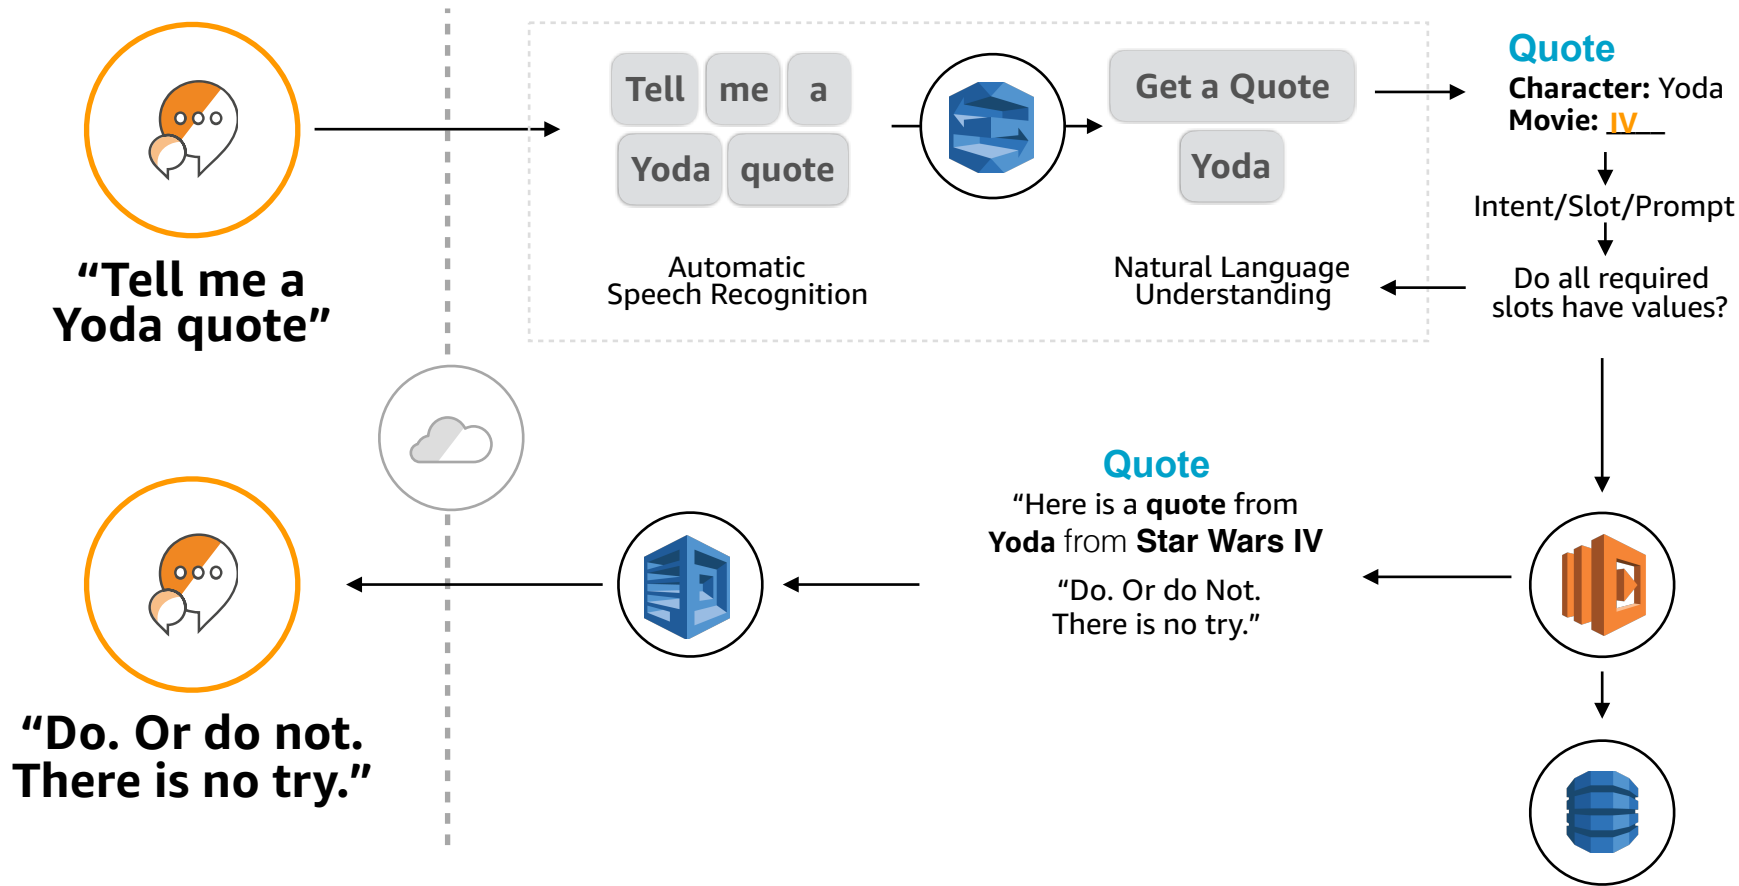 “Tell me a
Yoda quote”
Tell me a
Yoda quote
Automatic
Speech Recognition
Get a Quote
Yoda
Natural Language
Understanding
Quote
Character: Yoda
Movie: IV
Intent/Slot/Prompt
Do all required
slots have values?
Quote
“Here is a quote from
Yoda from Star Wars IV
“Do. Or do Not.
There is no try.”
“Do. Or do not.
There is no try.”